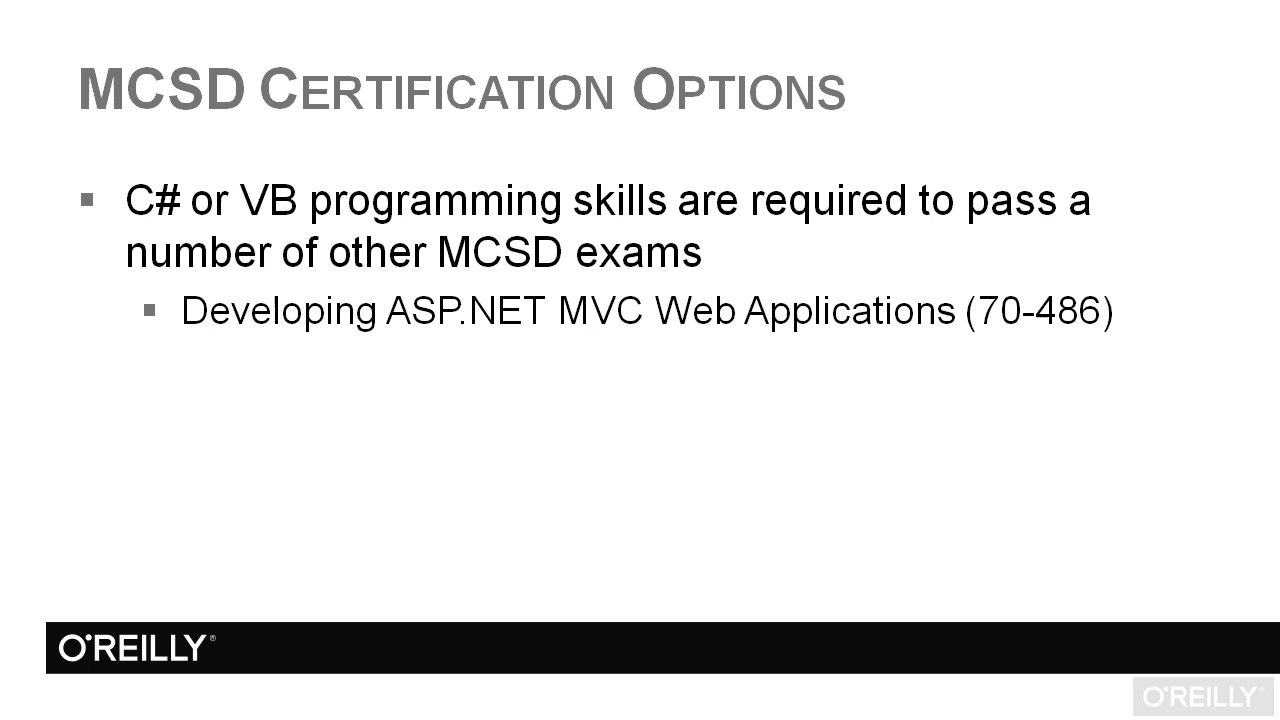 MCSD CERTIFICATION OPTIONS
▪ C# or VB programming skills are required to pass a
number of other MCSD exams
▪ Developing ASP.NET MVC Web Applications (70-486)
O'REILLY®
O'REILLY®